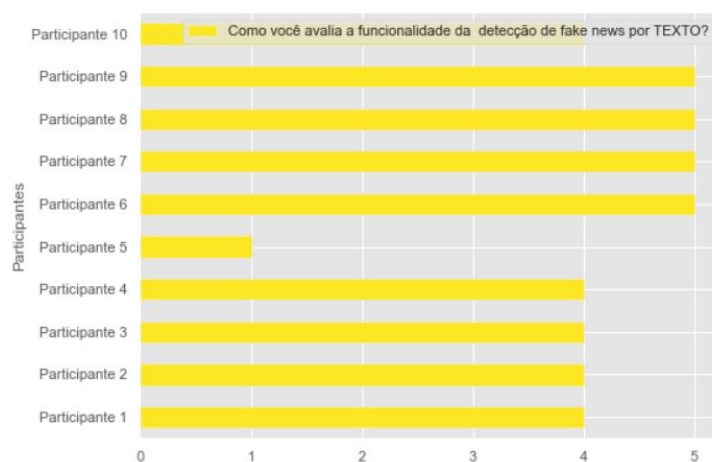 Participante 10
Como você avalia a funcionalidade da  detecção de fake news por TEXTO?
Participante 9
Participante 8
Participante 7
Participante 6
Participante 5
Participante 4
Participante 3
Participante 2
Participante 1
Participantes
0 1 2 3 4 5